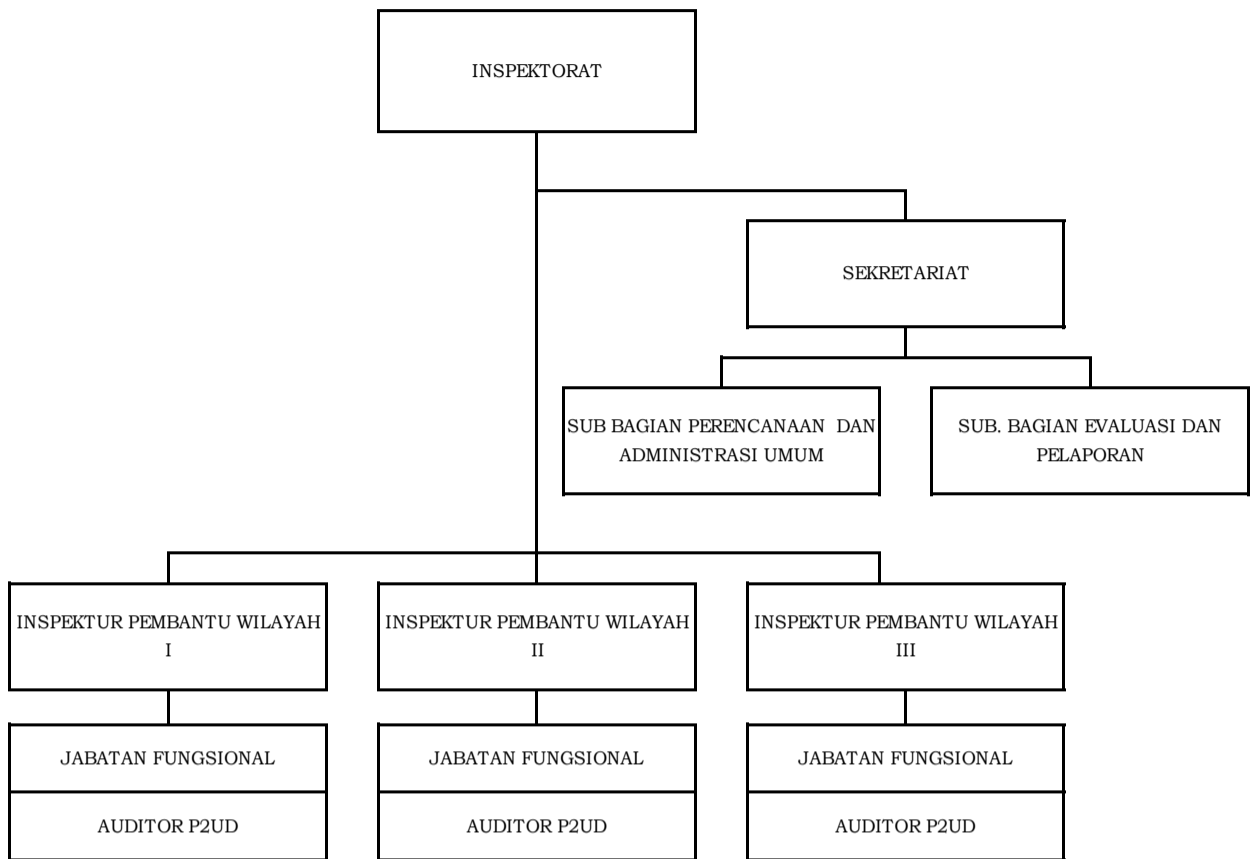 INSPEKTORAT
SEKRETARIAT
SUB BAGIAN PERENCANAAN DAN
ADMINISTRASI UMUM
SUB. BAGIAN EVALUASI DAN
PELAPORAN
INSPEKTUR PEMBANTU WILAYAH
I
INSPEKTUR PEMBANTU WILAYAH
II
INSPEKTUR PEMBANTU WILAYAH
III
JABATAN FUNGSIONAL
JABATAN FUNGSIONAL
JABATAN FUNGSIONAL
AUDITOR P2UD
AUDITOR P2UD
AUDITOR P2UD